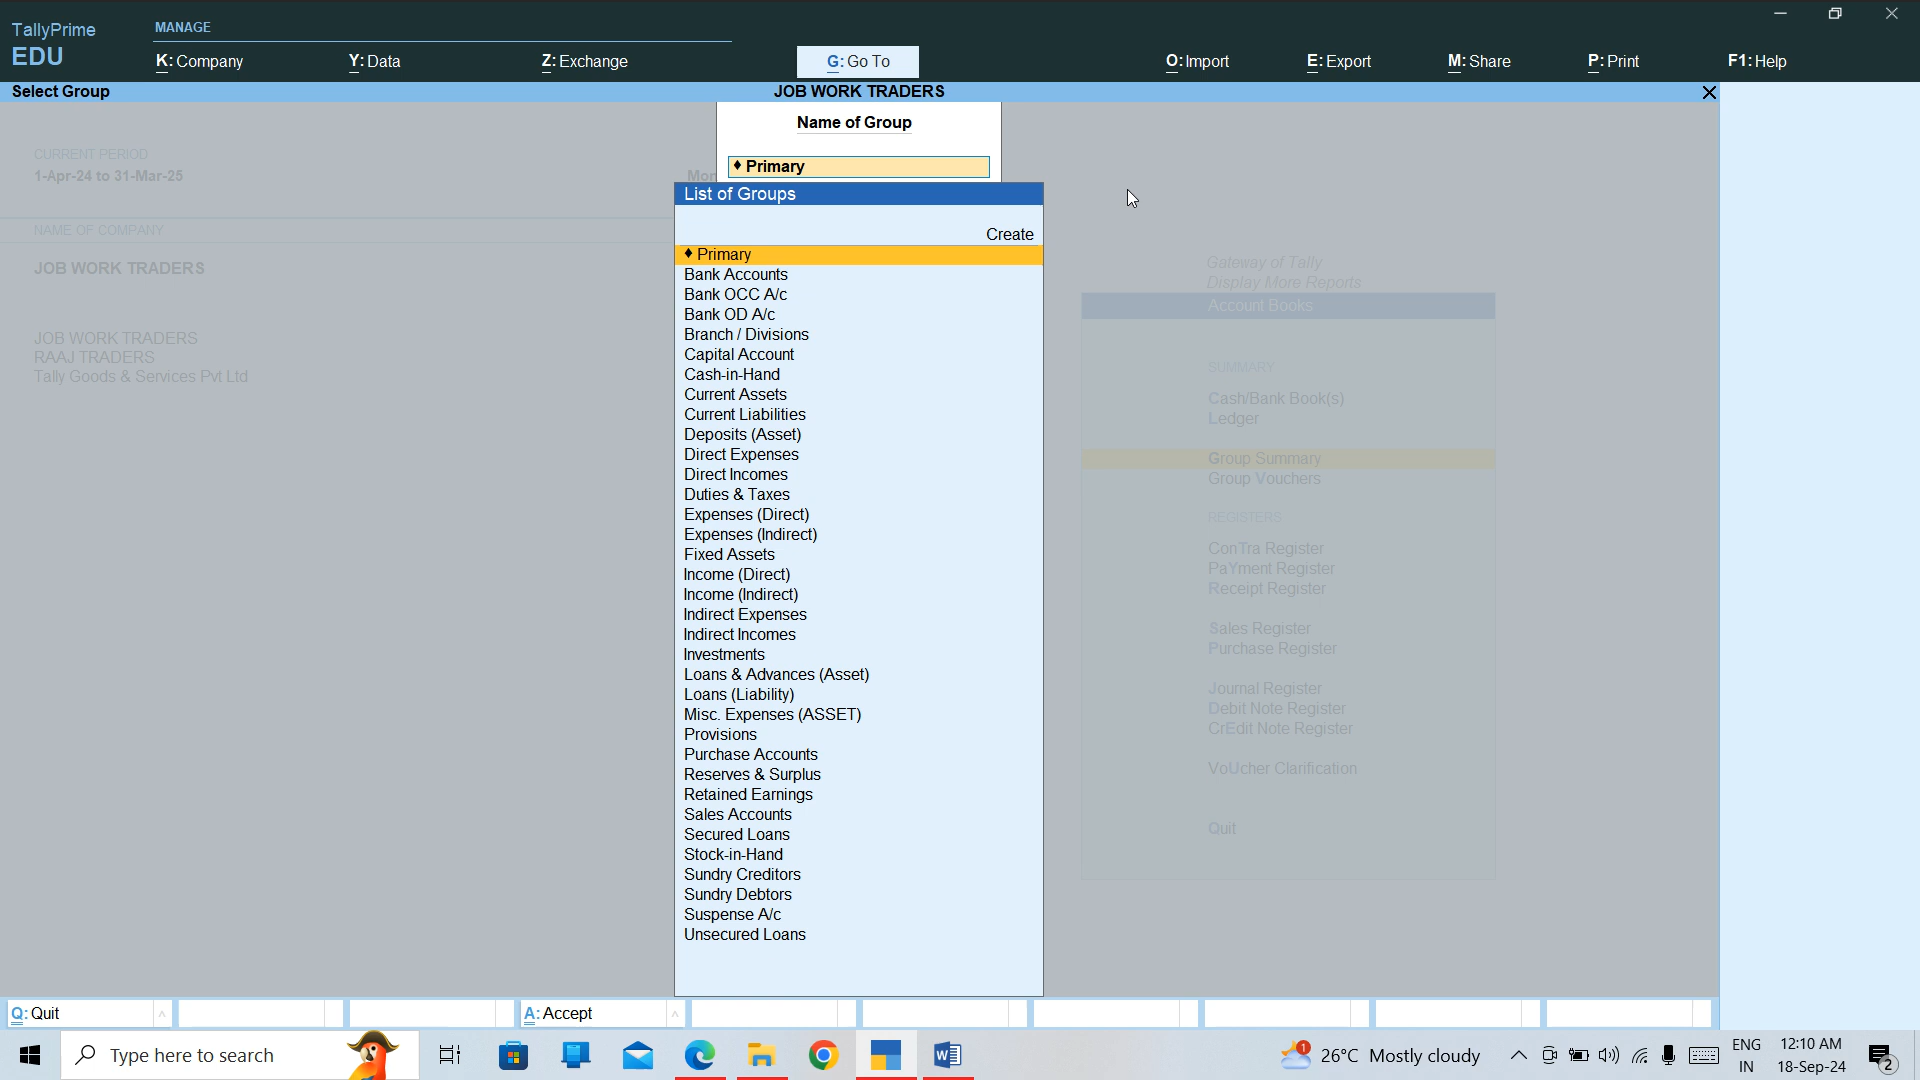 TallyPrime
EDU
MANAGE
K: Company
Y: Data
Z: Exchange
G: Go To
O: Import
E: Export
M: Share
P: Print
F1: Help
Select Group
JOB WORK TRADERS
Name of Group
♦ Primary
List of Groups
Create
♦ Primary
Bank Accounts
Bank OCC A/c
Bank OD A/c
Branch / Divisions
Capital Account
Cash-in-Hand
Current Assets
Current Liabilities
Deposits (Asset)
Direct Expenses
Direct Incomes
Duties & Taxes
Expenses (Direct)
Expenses (Indirect)
Fixed Assets
Income (Direct)
Income (Indirect)
Indirect Expenses
Indirect Incomes
Investments
Loans & Advances (Asset)
Loans (Liability)
Misc. Expenses (ASSET)
Provisions
Purchase Accounts
Reserves & Surplus
Retained Earnings
Sales Accounts
Secured Loans
Stock-in-Hand
Sundry Creditors
Sundry Debtors
Suspense A/c
Unsecured Loans
CURRENT PERIOD
1-Apr-24 to 31-Mar-25
Mon
NAME OF COMPANY
JOB WORK TRADERS
JOB WORK TRADERS
RAAJ TRADERS
Tally Goods & Services Pvt Ltd
Gateway of Tally
Display More Reports
Account Books
SUMMARY
Cash/Bank Book(s)
Ledger
Group Summary
Group Vouchers
REGISTERS
ConTra Register
PaYment Register
Receipt Register
Sales Register
Purchase Register
Journal Register
Debit Note Register
CrEdit Note Register
VoUcher Clarification
Quit
Q: Quit
A: Accept
Type here to search
1
26°C Mostly cloudy
ENG
IN
12:10 AM
18-Sep-24
2